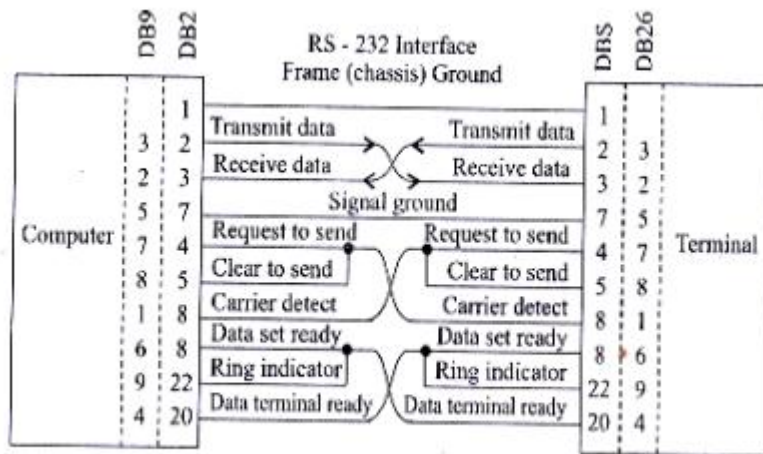 DB9 DB2 DBS DB26
RS - 232 Interface
Frame (chassis) Ground
1 1
Transmit data Transmit data
3 2 2 3
Receive data Receive data
2 3 3 2
Signal ground
5 7 7 5
Computer Terminal
Request to send Request to send
7 4 4 7
Clear to send Clear to send
8 5 5 8
Carrier detect Carrier detect
1 8 8 1
Data set ready Data set ready
6 8 8 6
Ring indicator Ring indicator
9 22 22 9
Data terminal ready Data terminal ready
4 20 20 4